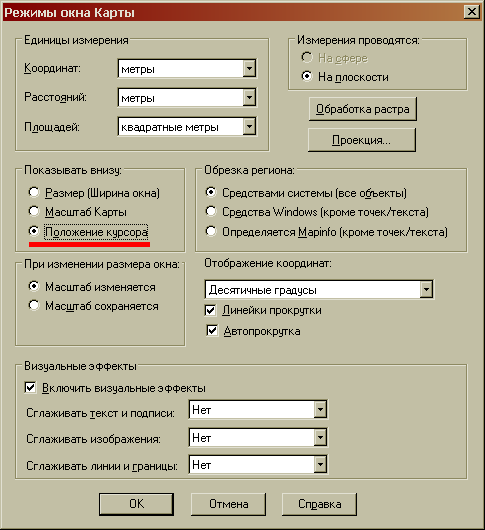 Режимы окна Карты
Единицы измерения
Координат: метры
Расстояний: метры
Площадей: квадратные метры
Измерения проводятся:
На сфере
На плоскости
Обработка растра
Проекция...
Показывать внизу:
Размер (Ширина окна)
Масштаб Карты
Положение курсора
Обрезка региона:
Средствами системы (все объекты)
Средства Windows (кроме точек/текста)
Определяется Mapinfo (кроме точек/текста)
При изменении размера окна:
Масштаб изменяется
Масштаб сохраняется
Отображение координат:
Десятичные градусы
Линейки прокрутки
Автопрокрутка
Визуальные эффекты
Включить визуальные эффекты
Сглаживать текст и подписи: Нет
Сглаживать изображения: Нет
Сглаживать линии и границы: Нет
OK Отмена Справка